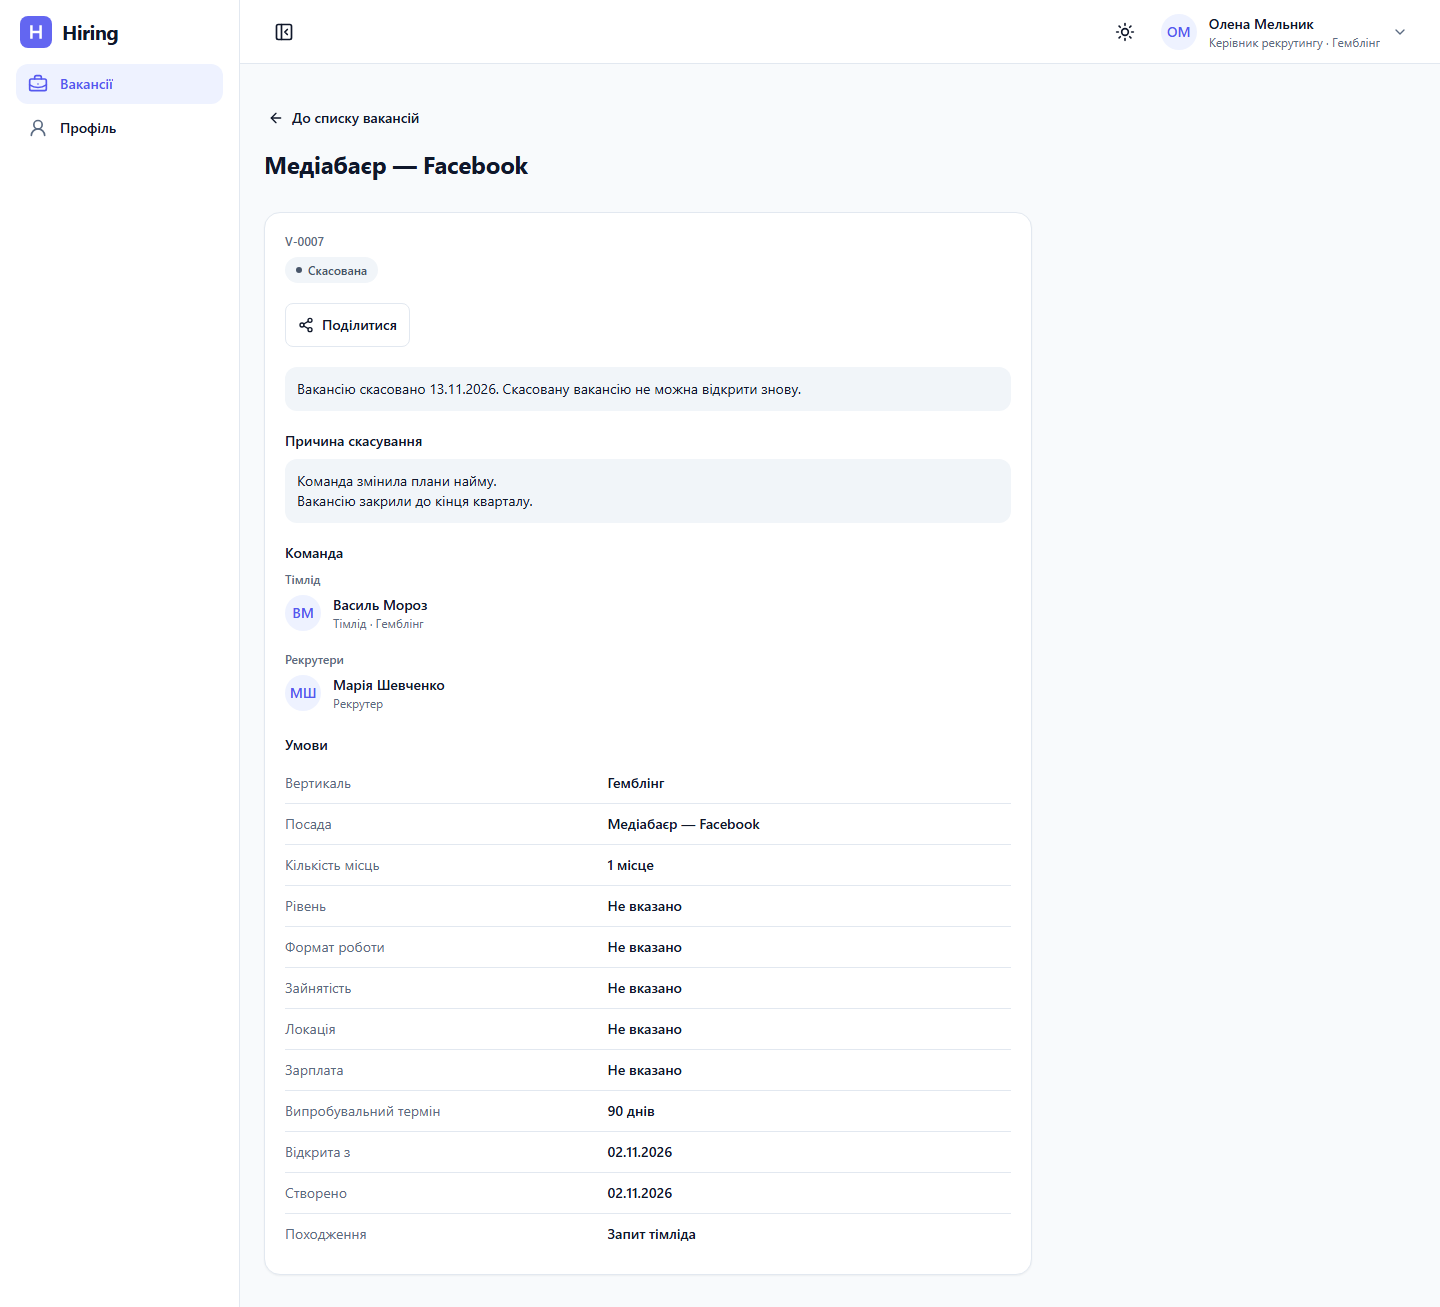 H Hiring
Вакансії
Профіль
ОМ
Олена Мельник
Керівник рекрутингу · Гемблінг
До списку вакансій
Медіабаєр — Facebook
V-0007
Скасована
Поділитися
Вакансію скасовано 13.11.2026. Скасовану вакансію не можна відкрити знову.
Причина скасування
Команда змінила плани найму.
Вакансію закрили до кінця кварталу.
Команда
Тімлід
ВМ
Василь Мороз
Тімлід · Гемблінг
Рекрутери
МШ
Марія Шевченко
Рекрутер
Умови
Вертикаль Гемблінг
Посада Медіабаєр — Facebook
Кількість місць 1 місце
Рівень Не вказано
Формат роботи Не вказано
Зайнятість Не вказано
Локація Не вказано
Зарплата Не вказано
Випробувальний термін 90 днів
Відкрита з 02.11.2026
Створено 02.11.2026
Походження Запит тімліда